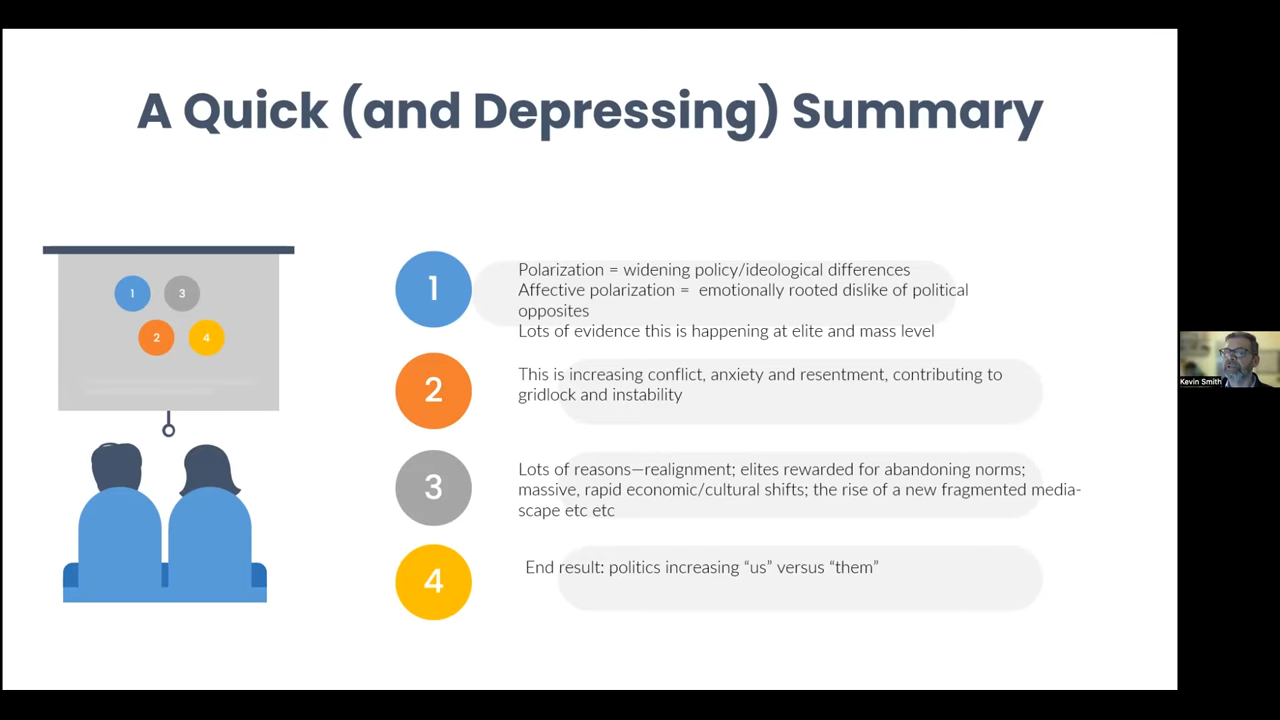 A Quick (and Depressing) Summary
1
3
2
4
1
Polarization = widening policy/ideological differences
Affective polarization = emotionally rooted dislike of political
opposites
Lots of evidence this is happening at elite and mass level
2
This is increasing conflict, anxiety and resentment, contributing to
gridlock and instability
3
Lots of reasons—realignment; elites rewarded for abandoning norms;
massive, rapid economic/cultural shifts; the rise of a new fragmented media-
scape etc etc
4
End result: politics increasing “us” versus “them”
Kevin Smith